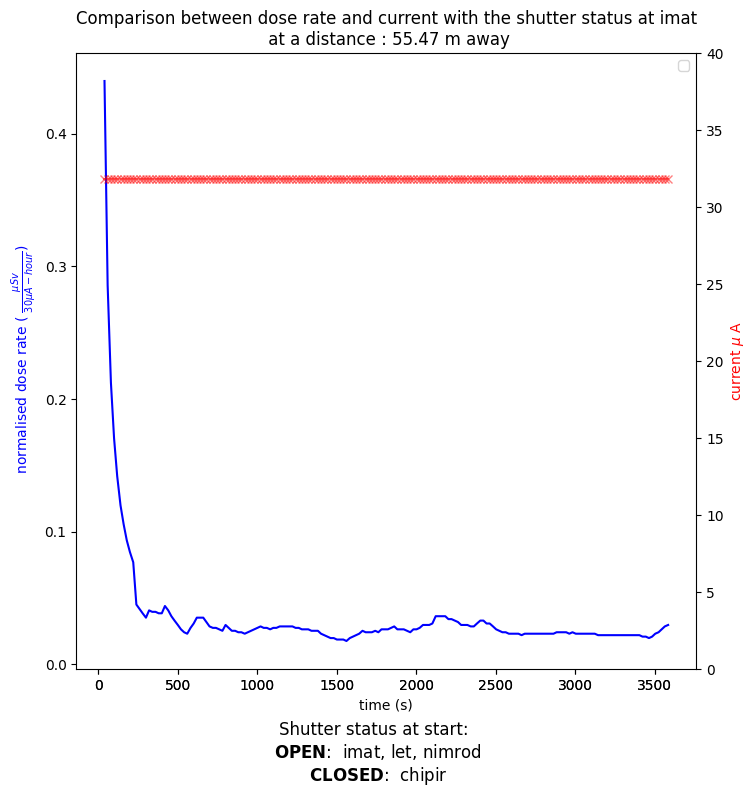 Comparison between dose rate and current with the shutter status at imat
at a distance : 55.47 m away
normalised dose rate ( μSv / 30μA − hour )
0.4
0.3
0.2
0.1
0.0
40
35
30
25
20
15
10
5
0
current μ A
0 500 1000 1500 2000 2500 3000 3500
time (s)
Shutter status at start:
OPEN: imat, let, nimrod
CLOSED: chipir